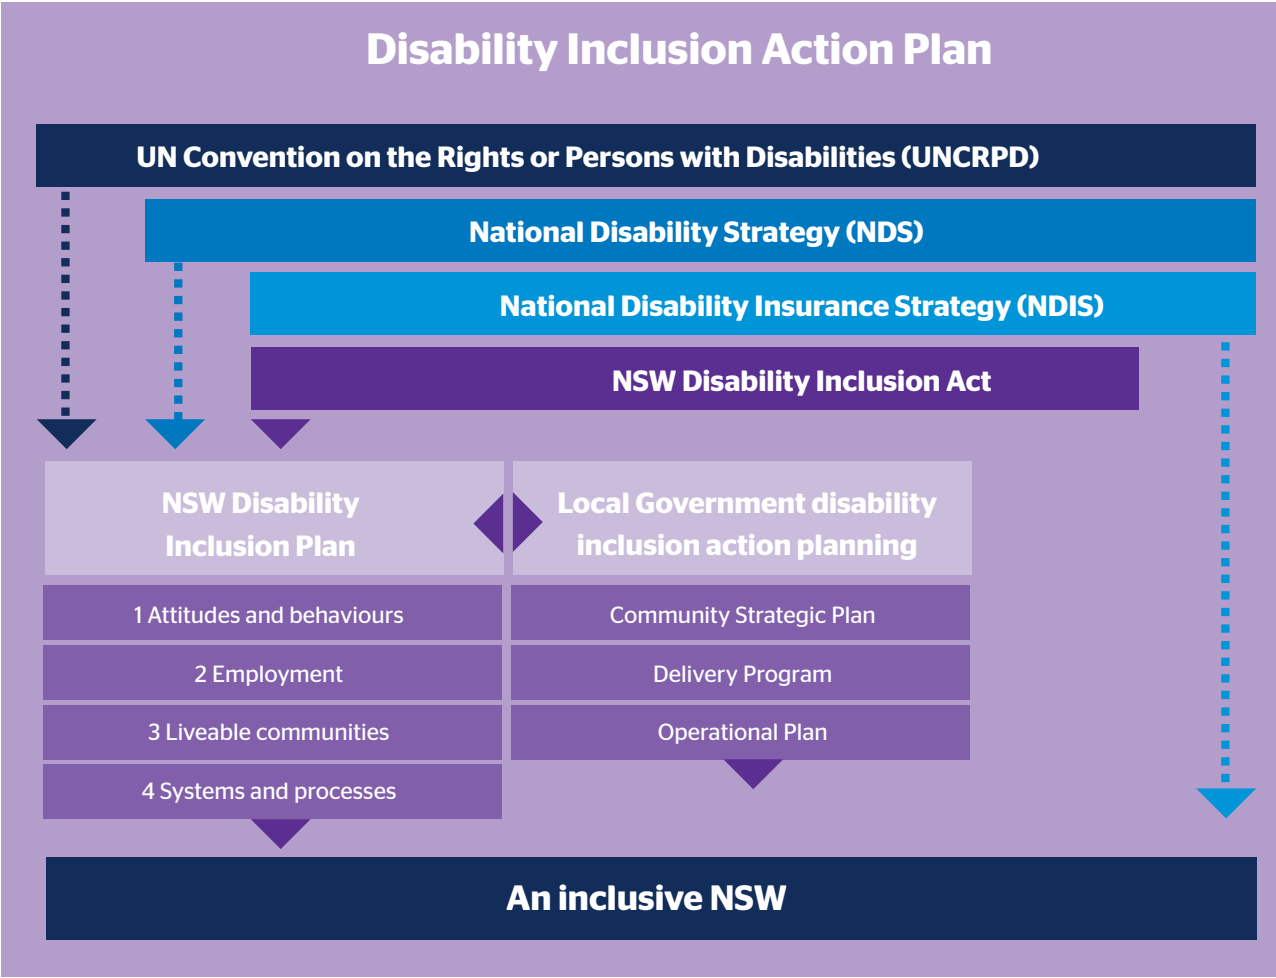 Disability Inclusion Action Plan
UN Convention on the Rights or Persons with Disabilities (UNCRPD)
National Disability Strategy (NDS)
National Disability Insurance Strategy (NDIS)
NSW Disability Inclusion Act
NSW Disability
Inclusion Plan
1 Attitudes and behaviours
2 Employment
3 Liveable communities
4 Systems and processes
Local Government disability
inclusion action planning
Community Strategic Plan
Delivery Program
Operational Plan
An inclusive NSW